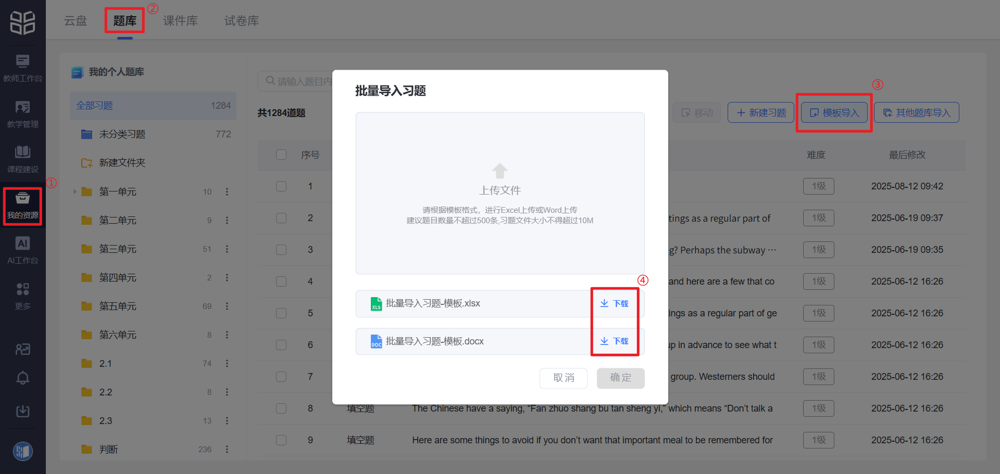 云盘
题库
②
课件库
试卷库
教师工作台
教学管理
课程建设
①
我的资源
AI
AI工作台
更多
我的个人题库
全部习题 1284
未分类习题 772
新建文件夹
第一单元 10
第二单元 9
第三单元 51
第四单元 2
第五单元 69
第六单元 8
2.1 74
2.2 8
2.3 13
判断 236
请输入题目内
共1284道题
移动
新建习题
③
模板导入
其他题库导入
序号 难度 最后修改
1 1级 2025-08-12 09:42
2 tings as a regular part of 1级 2025-06-19 09:37
3 g? Perhaps the subway ··· 1级 2025-06-19 09:35
4 and here are a few that co 1级 2025-06-12 16:26
5 ings as a regular part of ge 1级 2025-06-12 16:26
6 up in advance to see what t 1级 2025-06-12 16:26
7 group. Westerners should 1级 2025-06-12 16:26
8 填空题 The Chinese have a saying, “Fan zhuo shang bu tan sheng yi,” which means “Don’t talk a 1级 2025-06-12 16:26
9 填空题 Here are some things to avoid if you don’t want that important meal to be remembered for 1级 2025-06-12 16:26
批量导入习题
上传文件
请根据模板格式，进行Excel上传或Word上传
建议题目数量不超过500条,习题文件大小不得超过10M
④
XLS 批量导入习题-模板.xlsx 下载
DOC 批量导入习题-模板.docx 下载
取消
确定